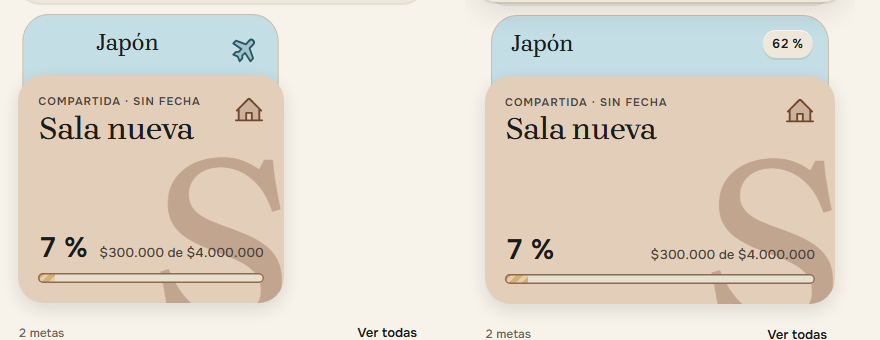 Japón
COMPARTIDA · SIN FECHA
Sala nueva
S
7 %
$300.000 de $4.000.000
2 metas
Ver todas
Japón
62 %
COMPARTIDA · SIN FECHA
Sala nueva
S
7 %
$300.000 de $4.000.000
2 metas
Ver todas